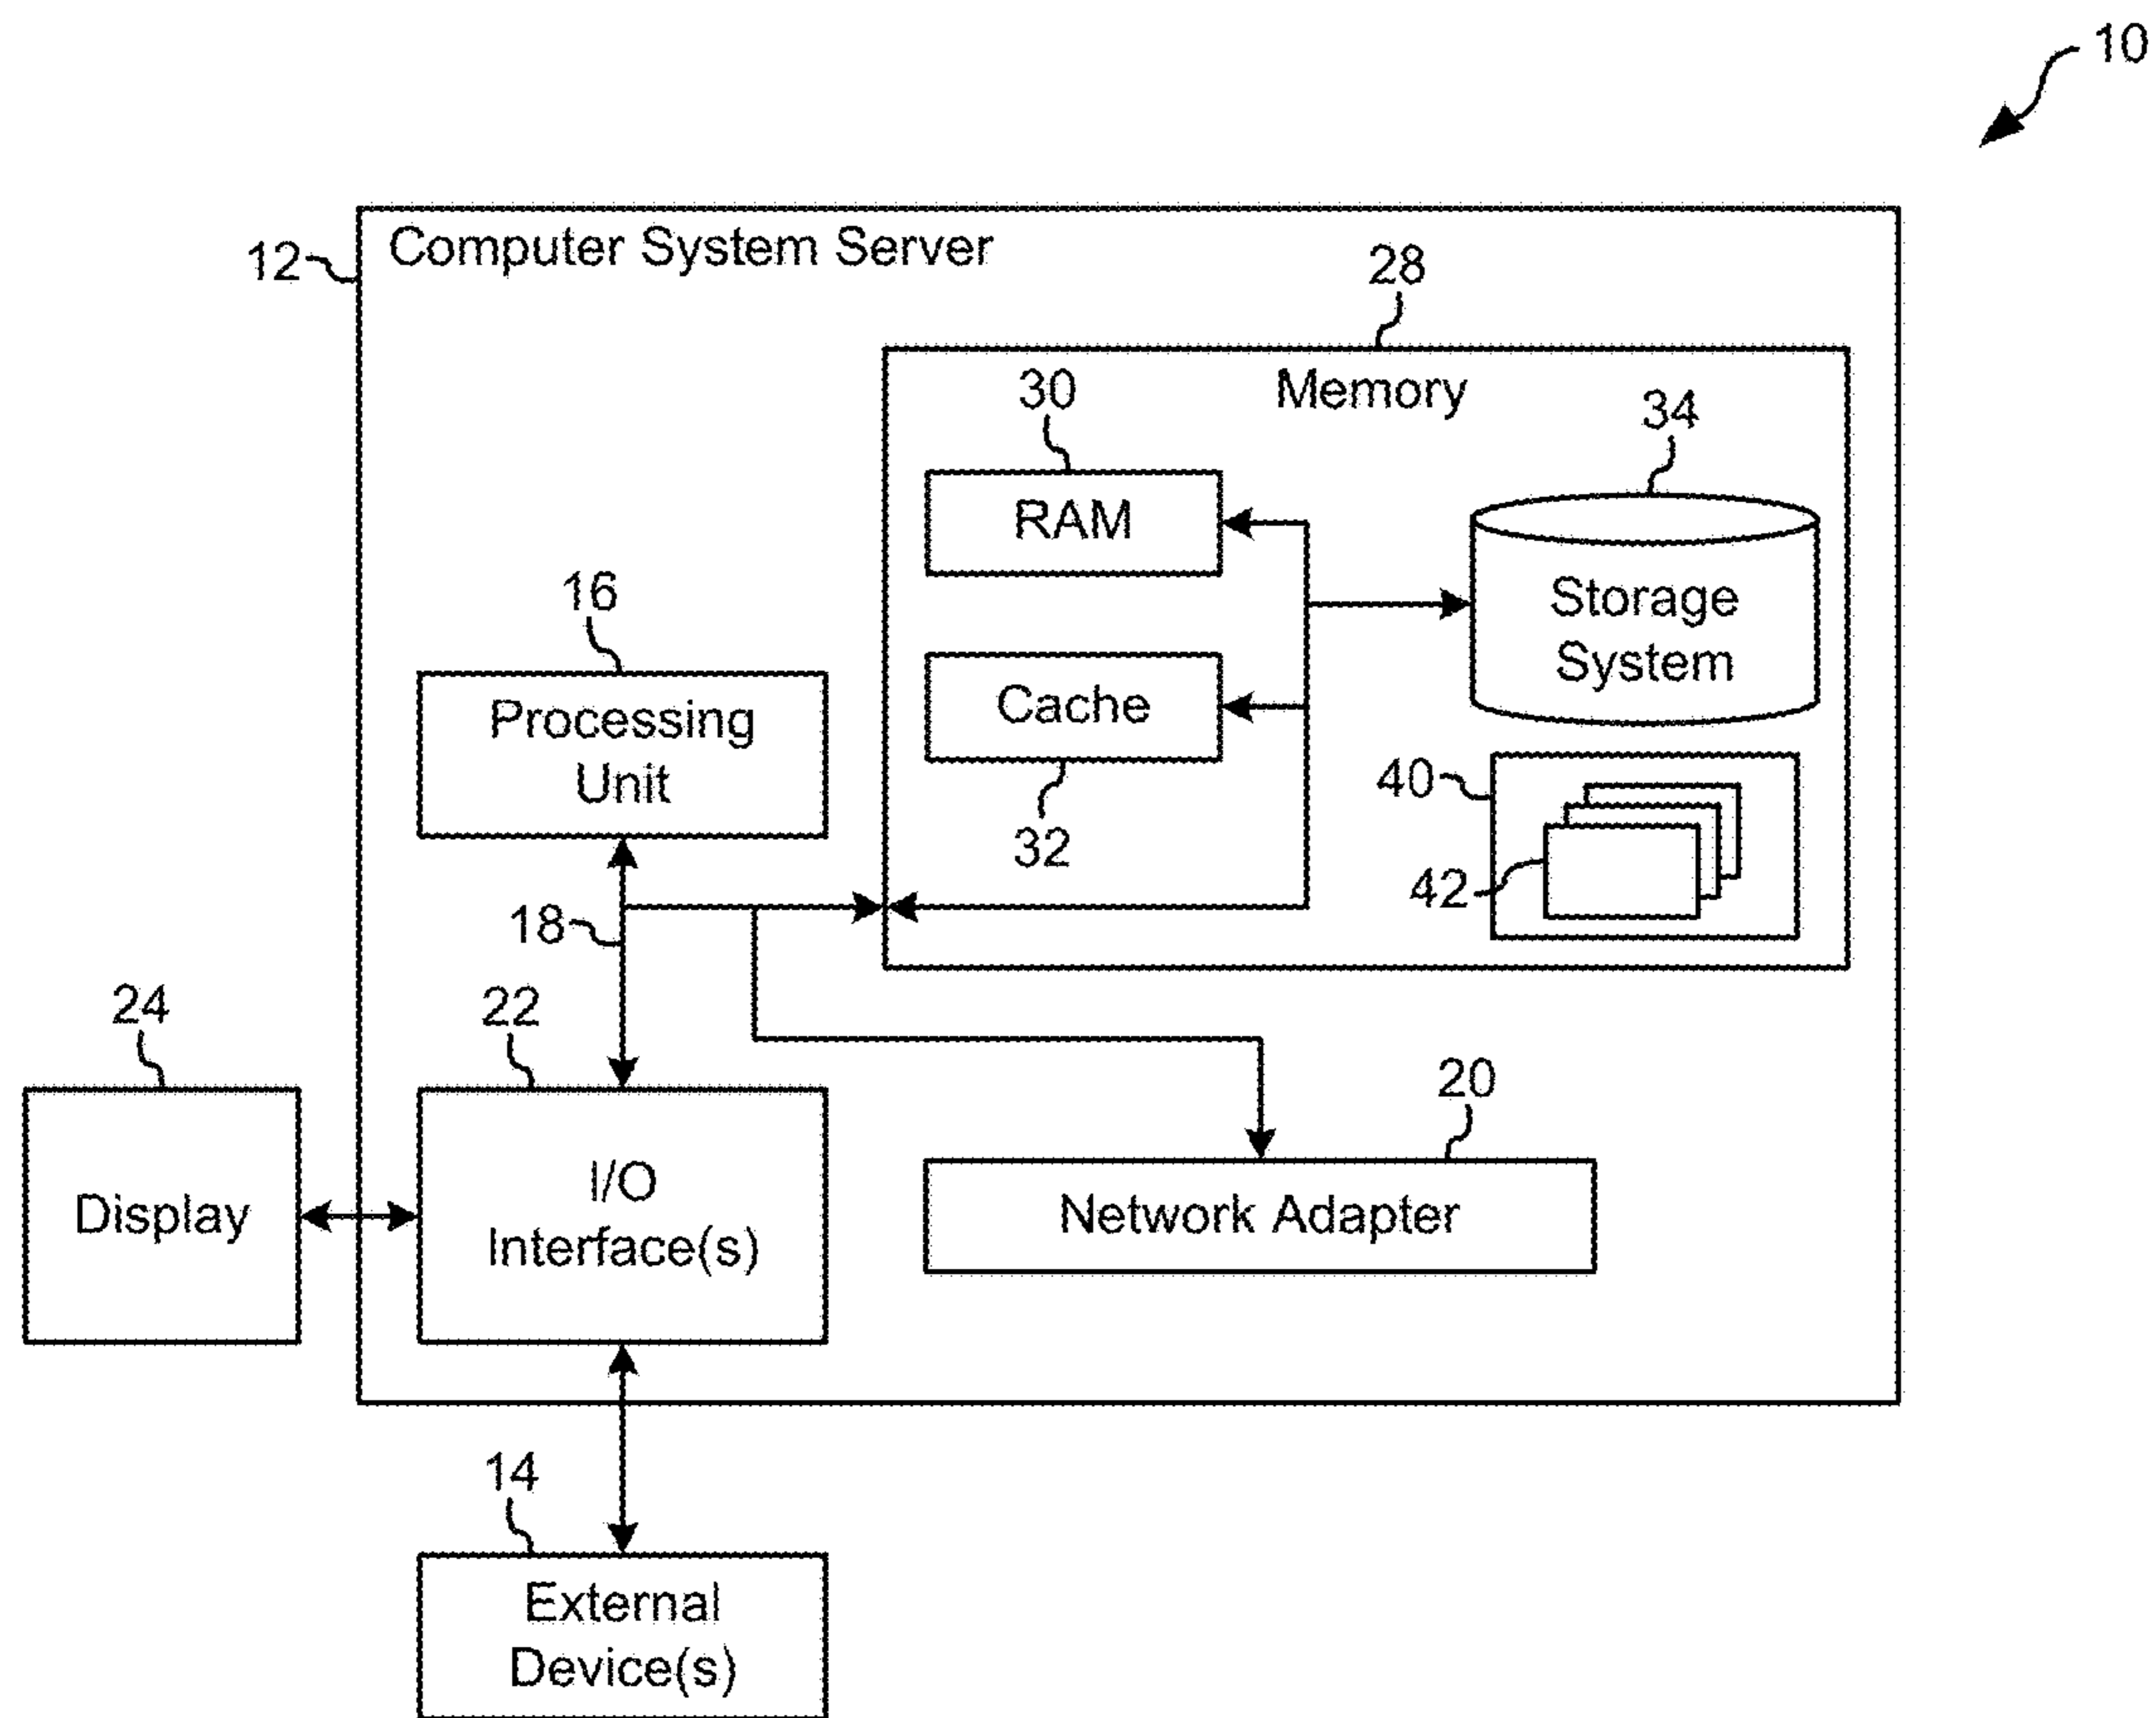 10
12
Computer System Server
28
Memory
30
RAM
34
Storage
System
16
Processing
Unit
Cache
32
40
42
18
24
Display
22
I/O
Interface(s)
20
Network Adapter
14
External
Device(s)